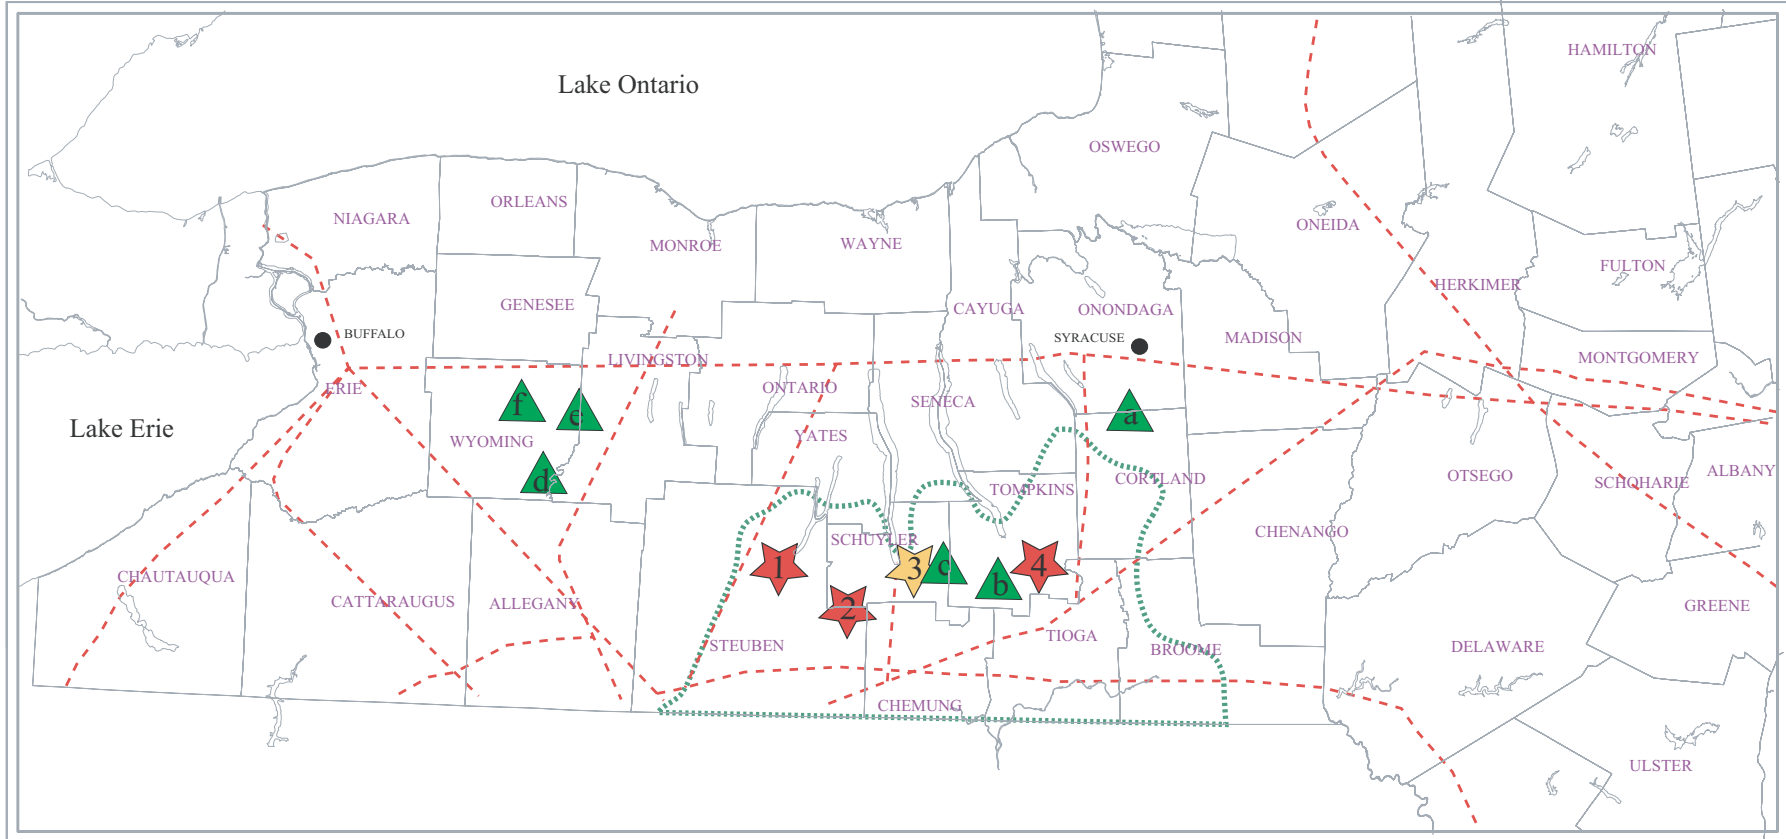 HAMILTON
Lake Ontario
OSWEGO
ORLEANS
NIAGARA
ONEIDA
MONROE
WAYNE
FULTON
HERKIMER
GENESEE
CAYUGA
ONONDAGA
BUFFALO
SYRACUSE
MADISON
LIVINGSTON
MONTGOMERY
ERIE
ONTARIO
SENECA
f
e
a
Lake Erie
WYOMING
YATES
ALBANY
d
TOMPKINS
CORTLAND
OTSEGO
SCHOHARIE
SCHUYLER
CHENANGO
1
3
c
4
b
CHAUTAUQUA
CATTARAUGUS
ALLEGANY
2
GREENE
STEUBEN
TIOGA
BROOME
DELAWARE
CHEMUNG
ULSTER